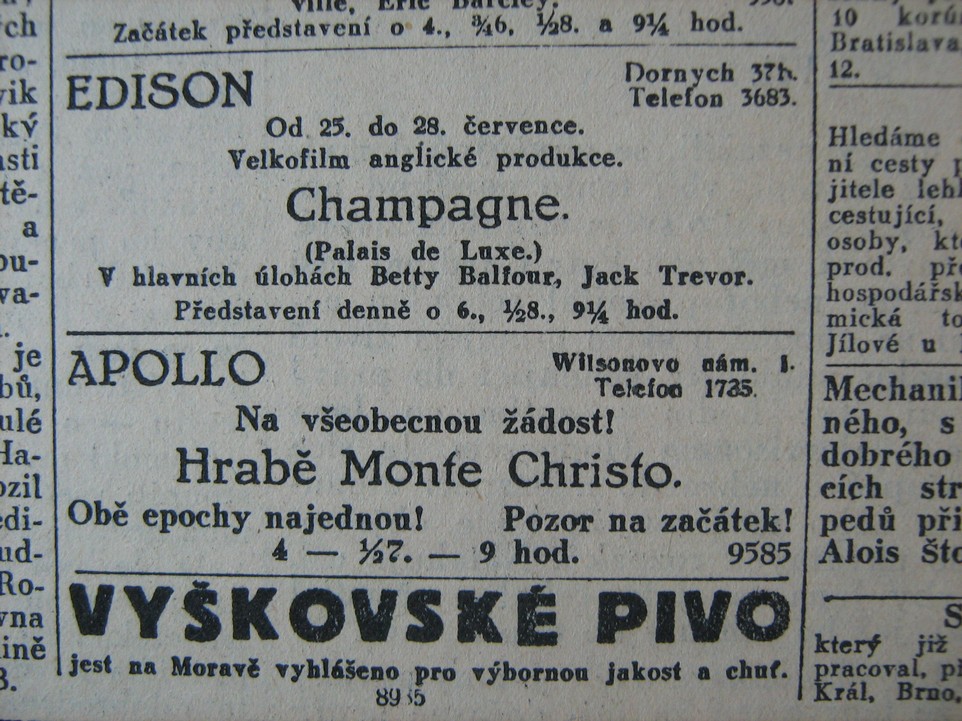 Začátek představení o 4., ¾6, ½8. a 9¼ hod.
EDISON
Dornych 37h.
Telefon 3683.
Od 25. do 28. července.
Velkofilm anglické produkce.
Champagne.
(Palais de Luxe.)
V hlavních úlohách Betty Balfour, Jack Trevor.
Představení denně o 6., ½8., 9¼ hod.
APOLLO
Wilsonovo nám. 1.
Telefon 1735.
Na všeobecnou žádost!
Hrabě Monte Christo.
Obě epochy najednou! Pozor na začátek!
4 — ½7. — 9 hod. 9585
VYŠKOVSKÉ PIVO
jest na Moravě vyhlášeno pro výbornou jakost a chuť.
10
Bratislava
12.
Hledáme
ní cesty
jitele
cestující,
osoby,
prod.
mická
Jílové u
ného, s
dobrého
cích
pedů
Alois
který již
pracoval,
Král, Brno,